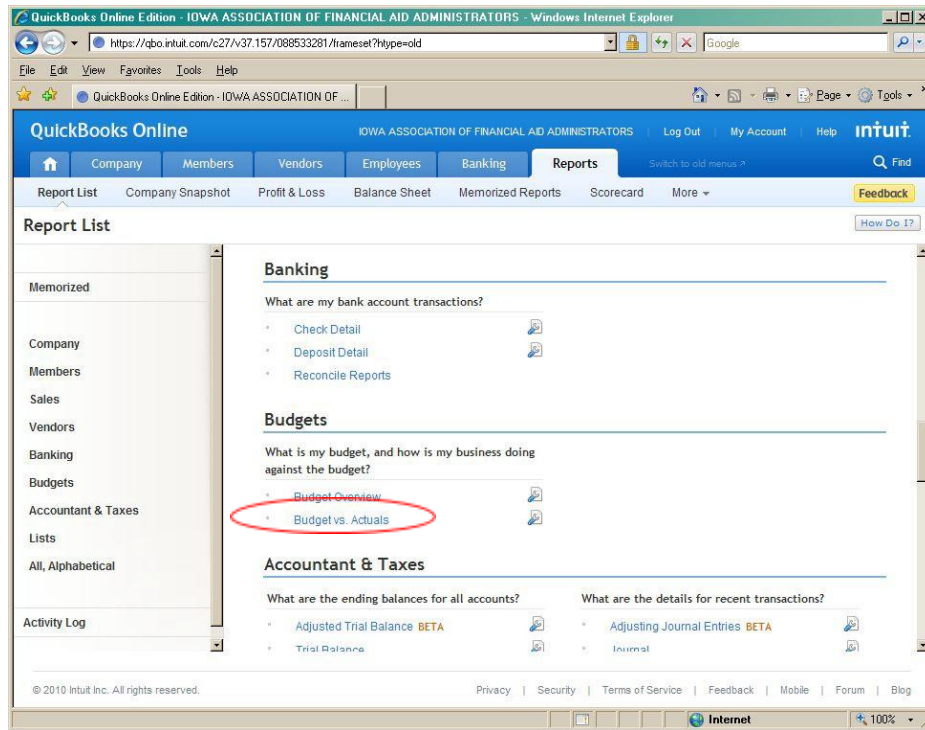 QuickBooks Online Edition - IOWA ASSOCIATION OF FINANCIAL AID ADMINISTRATORS - Windows Internet Explorer
https://qbo.intuit.com/c27/v37.157/088533281/frameset?htype=old
Google
File Edit View Favorites Tools Help
QuickBooks Online Edition - IOWA ASSOCIATION OF ...
Page Tools
QuickBooks Online
IOWA ASSOCIATION OF FINANCIAL AID ADMINISTRATORS | Log Out | My Account | Help
intuit.
Company Members Vendors Employees Banking Reports
Switch to old menus
Find
Report List Company Snapshot Profit & Loss Balance Sheet Memorized Reports Scorecard More
Feedback
Report List
How Do I?
Memorized
Company
Members
Sales
Vendors
Banking
Budgets
Accountant & Taxes
Lists
All, Alphabetical
Activity Log
Banking
What are my bank account transactions?
Check Detail
Deposit Detail
Reconcile Reports
Budgets
What is my budget, and how is my business doing
against the budget?
Budget Overview
Budget vs. Actuals
Accountant & Taxes
What are the ending balances for all accounts?
Adjusted Trial Balance BETA
Trial Balance
What are the details for recent transactions?
Adjusting Journal Entries BETA
Journal
© 2010 Intuit Inc. All rights reserved.
Privacy | Security | Terms of Service | Feedback | Mobile | Forum | Blog
Internet
100%